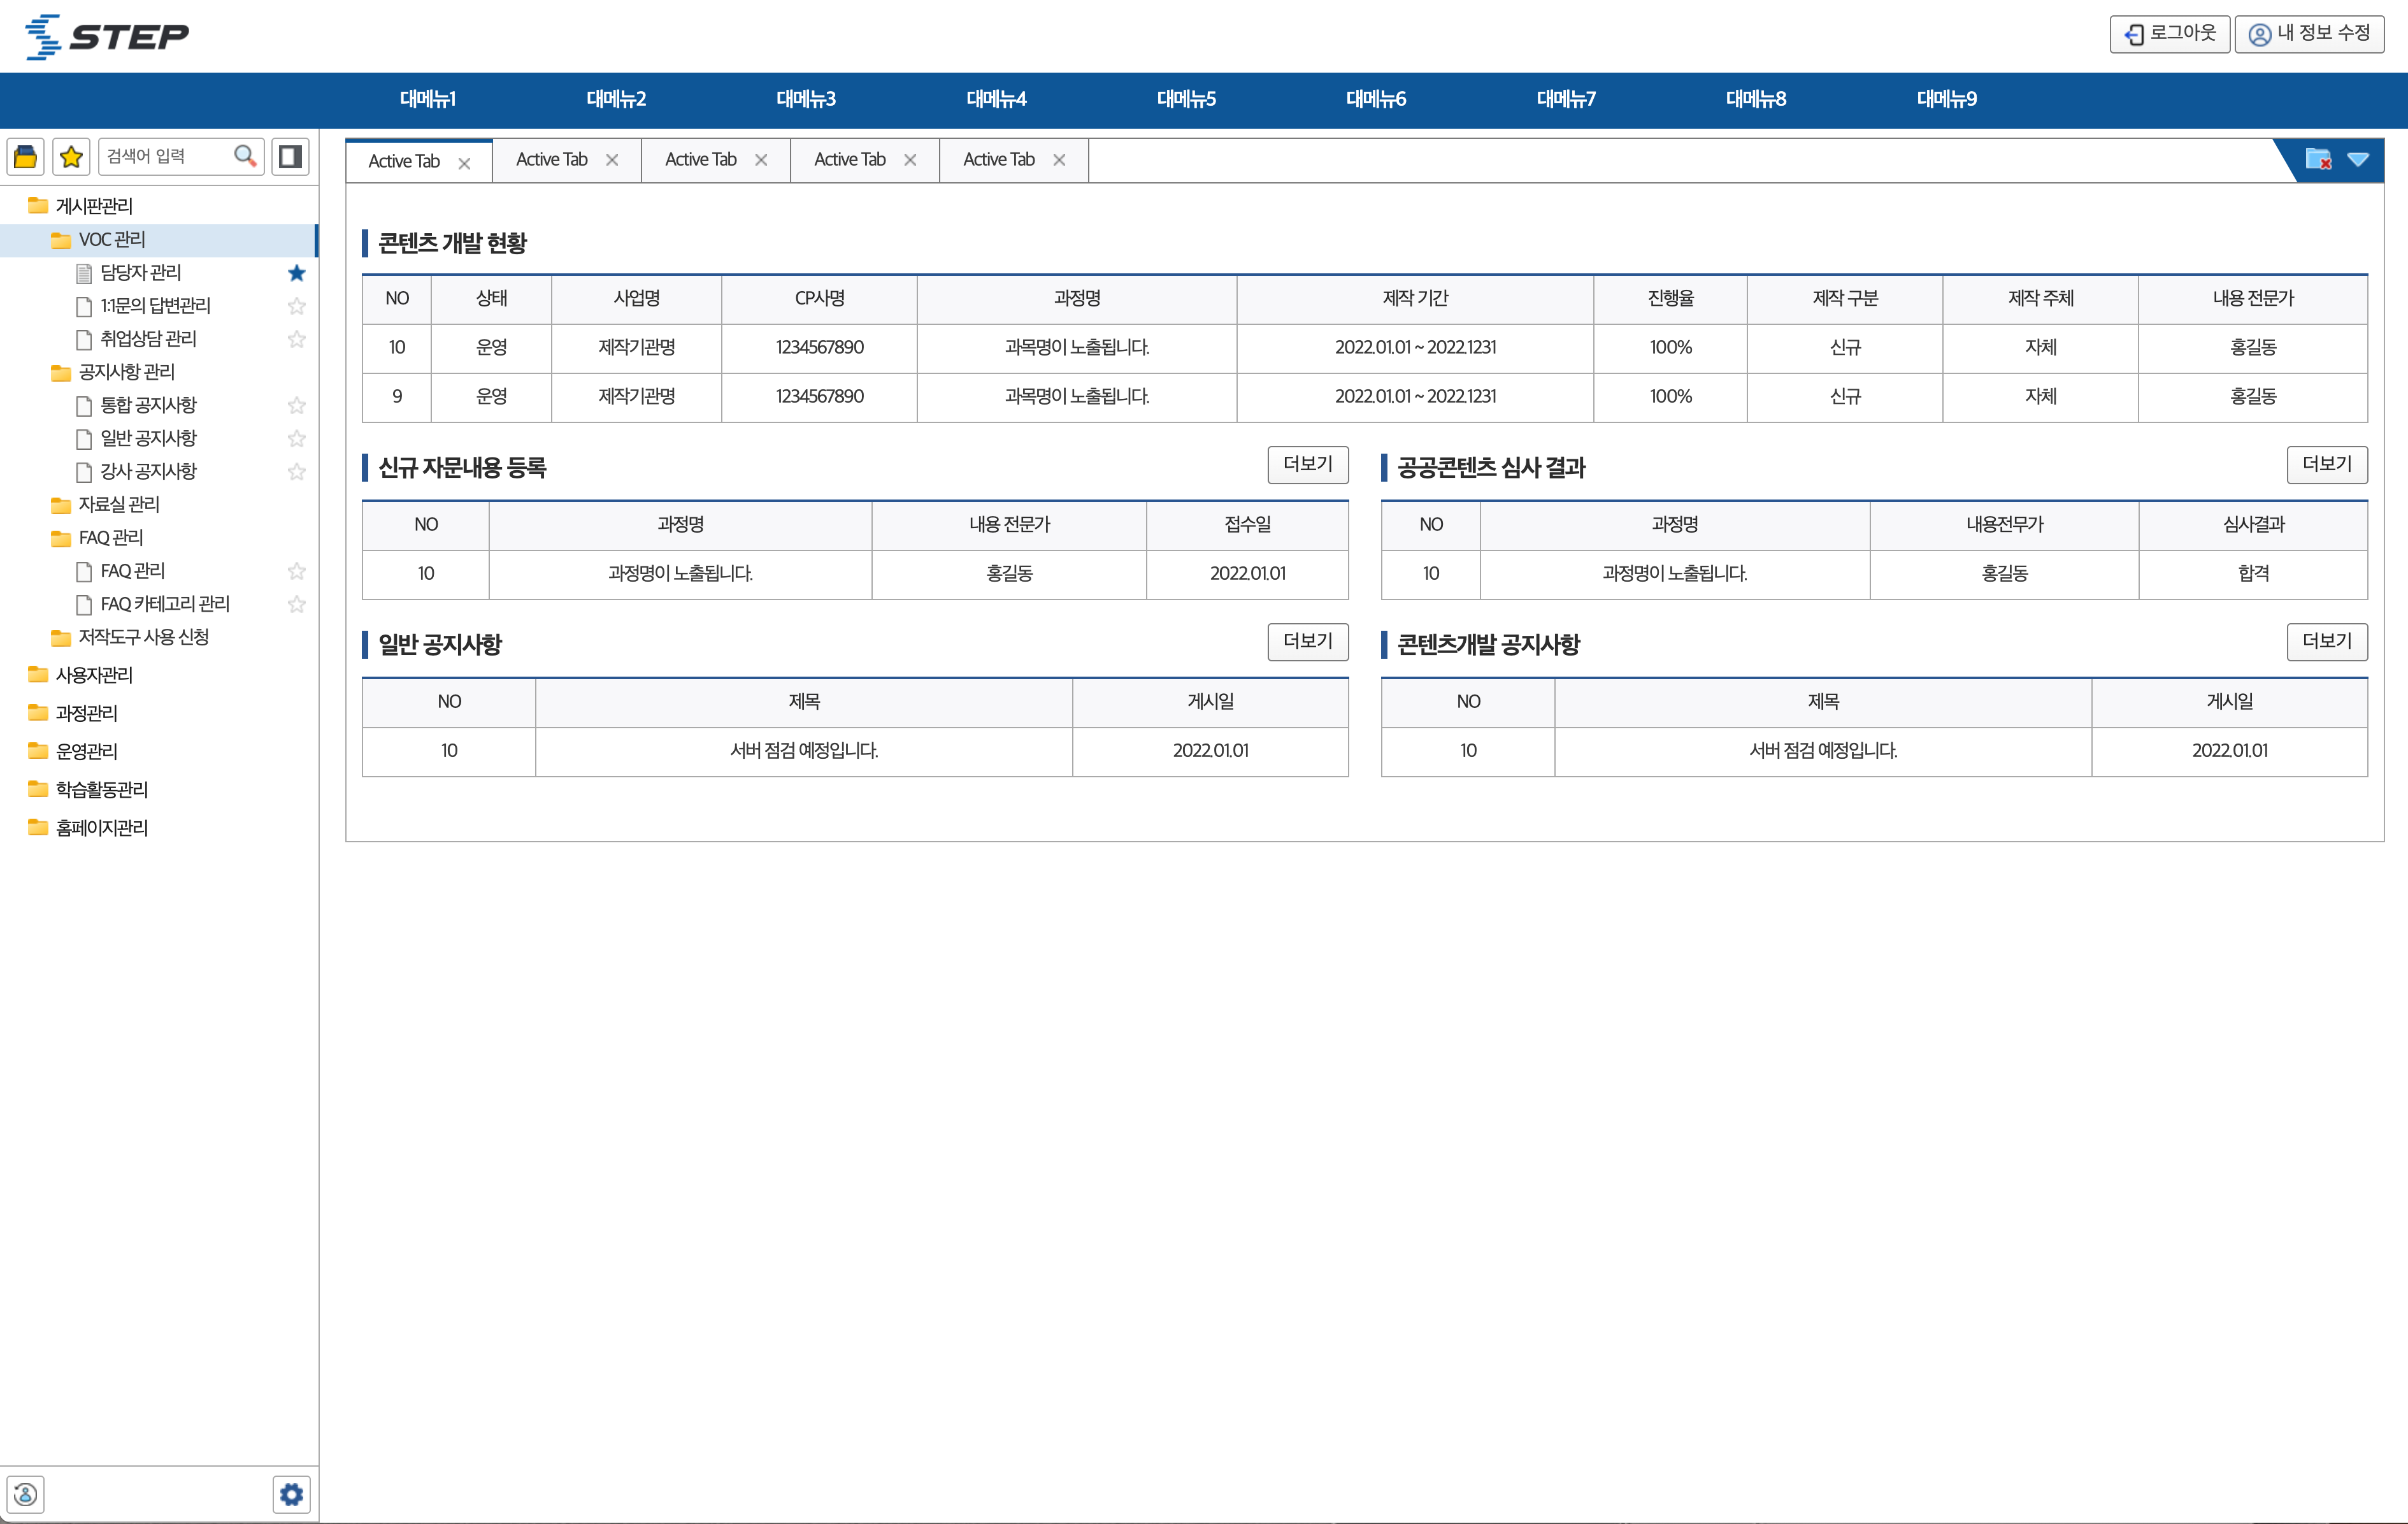 STEP
로그아웃 내 정보 수정
대메뉴1 대메뉴2 대메뉴3 대메뉴4 대메뉴5 대메뉴6 대메뉴7 대메뉴8 대메뉴9
검색어 입력
게시판관리
VOC 관리
담당자 관리
1:1문의 답변관리
취업상담 관리
공지사항 관리
통합 공지사항
일반 공지사항
강사 공지사항
자료실 관리
FAQ 관리
FAQ 관리
FAQ 카테고리 관리
저작도구 사용 신청
사용자관리
과정관리
운영관리
학습활동관리
홈페이지관리
Active Tab Active Tab Active Tab Active Tab Active Tab
콘텐츠 개발 현황
NO 상태 사업명 CP사명 과정명 제작 기간 진행율 제작 구분 제작 주체 내용 전문가
10 운영 제작기관명 1234567890 과목명이 노출됩니다. 2022.01.01 ~ 2022.1231 100% 신규 자체 홍길동
9 운영 제작기관명 1234567890 과목명이 노출됩니다. 2022.01.01 ~ 2022.1231 100% 신규 자체 홍길동
신규 자문내용 등록 더보기
NO 과정명 내용 전문가 접수일
10 과정명이 노출됩니다. 홍길동 2022.01.01
공공콘텐츠 심사 결과 더보기
NO 과정명 내용전무가 심사결과
10 과정명이 노출됩니다. 홍길동 합격
일반 공지사항 더보기
NO 제목 게시일
10 서버 점검 예정입니다. 2022.01.01
콘텐츠개발 공지사항 더보기
NO 제목 게시일
10 서버 점검 예정입니다. 2022.01.01